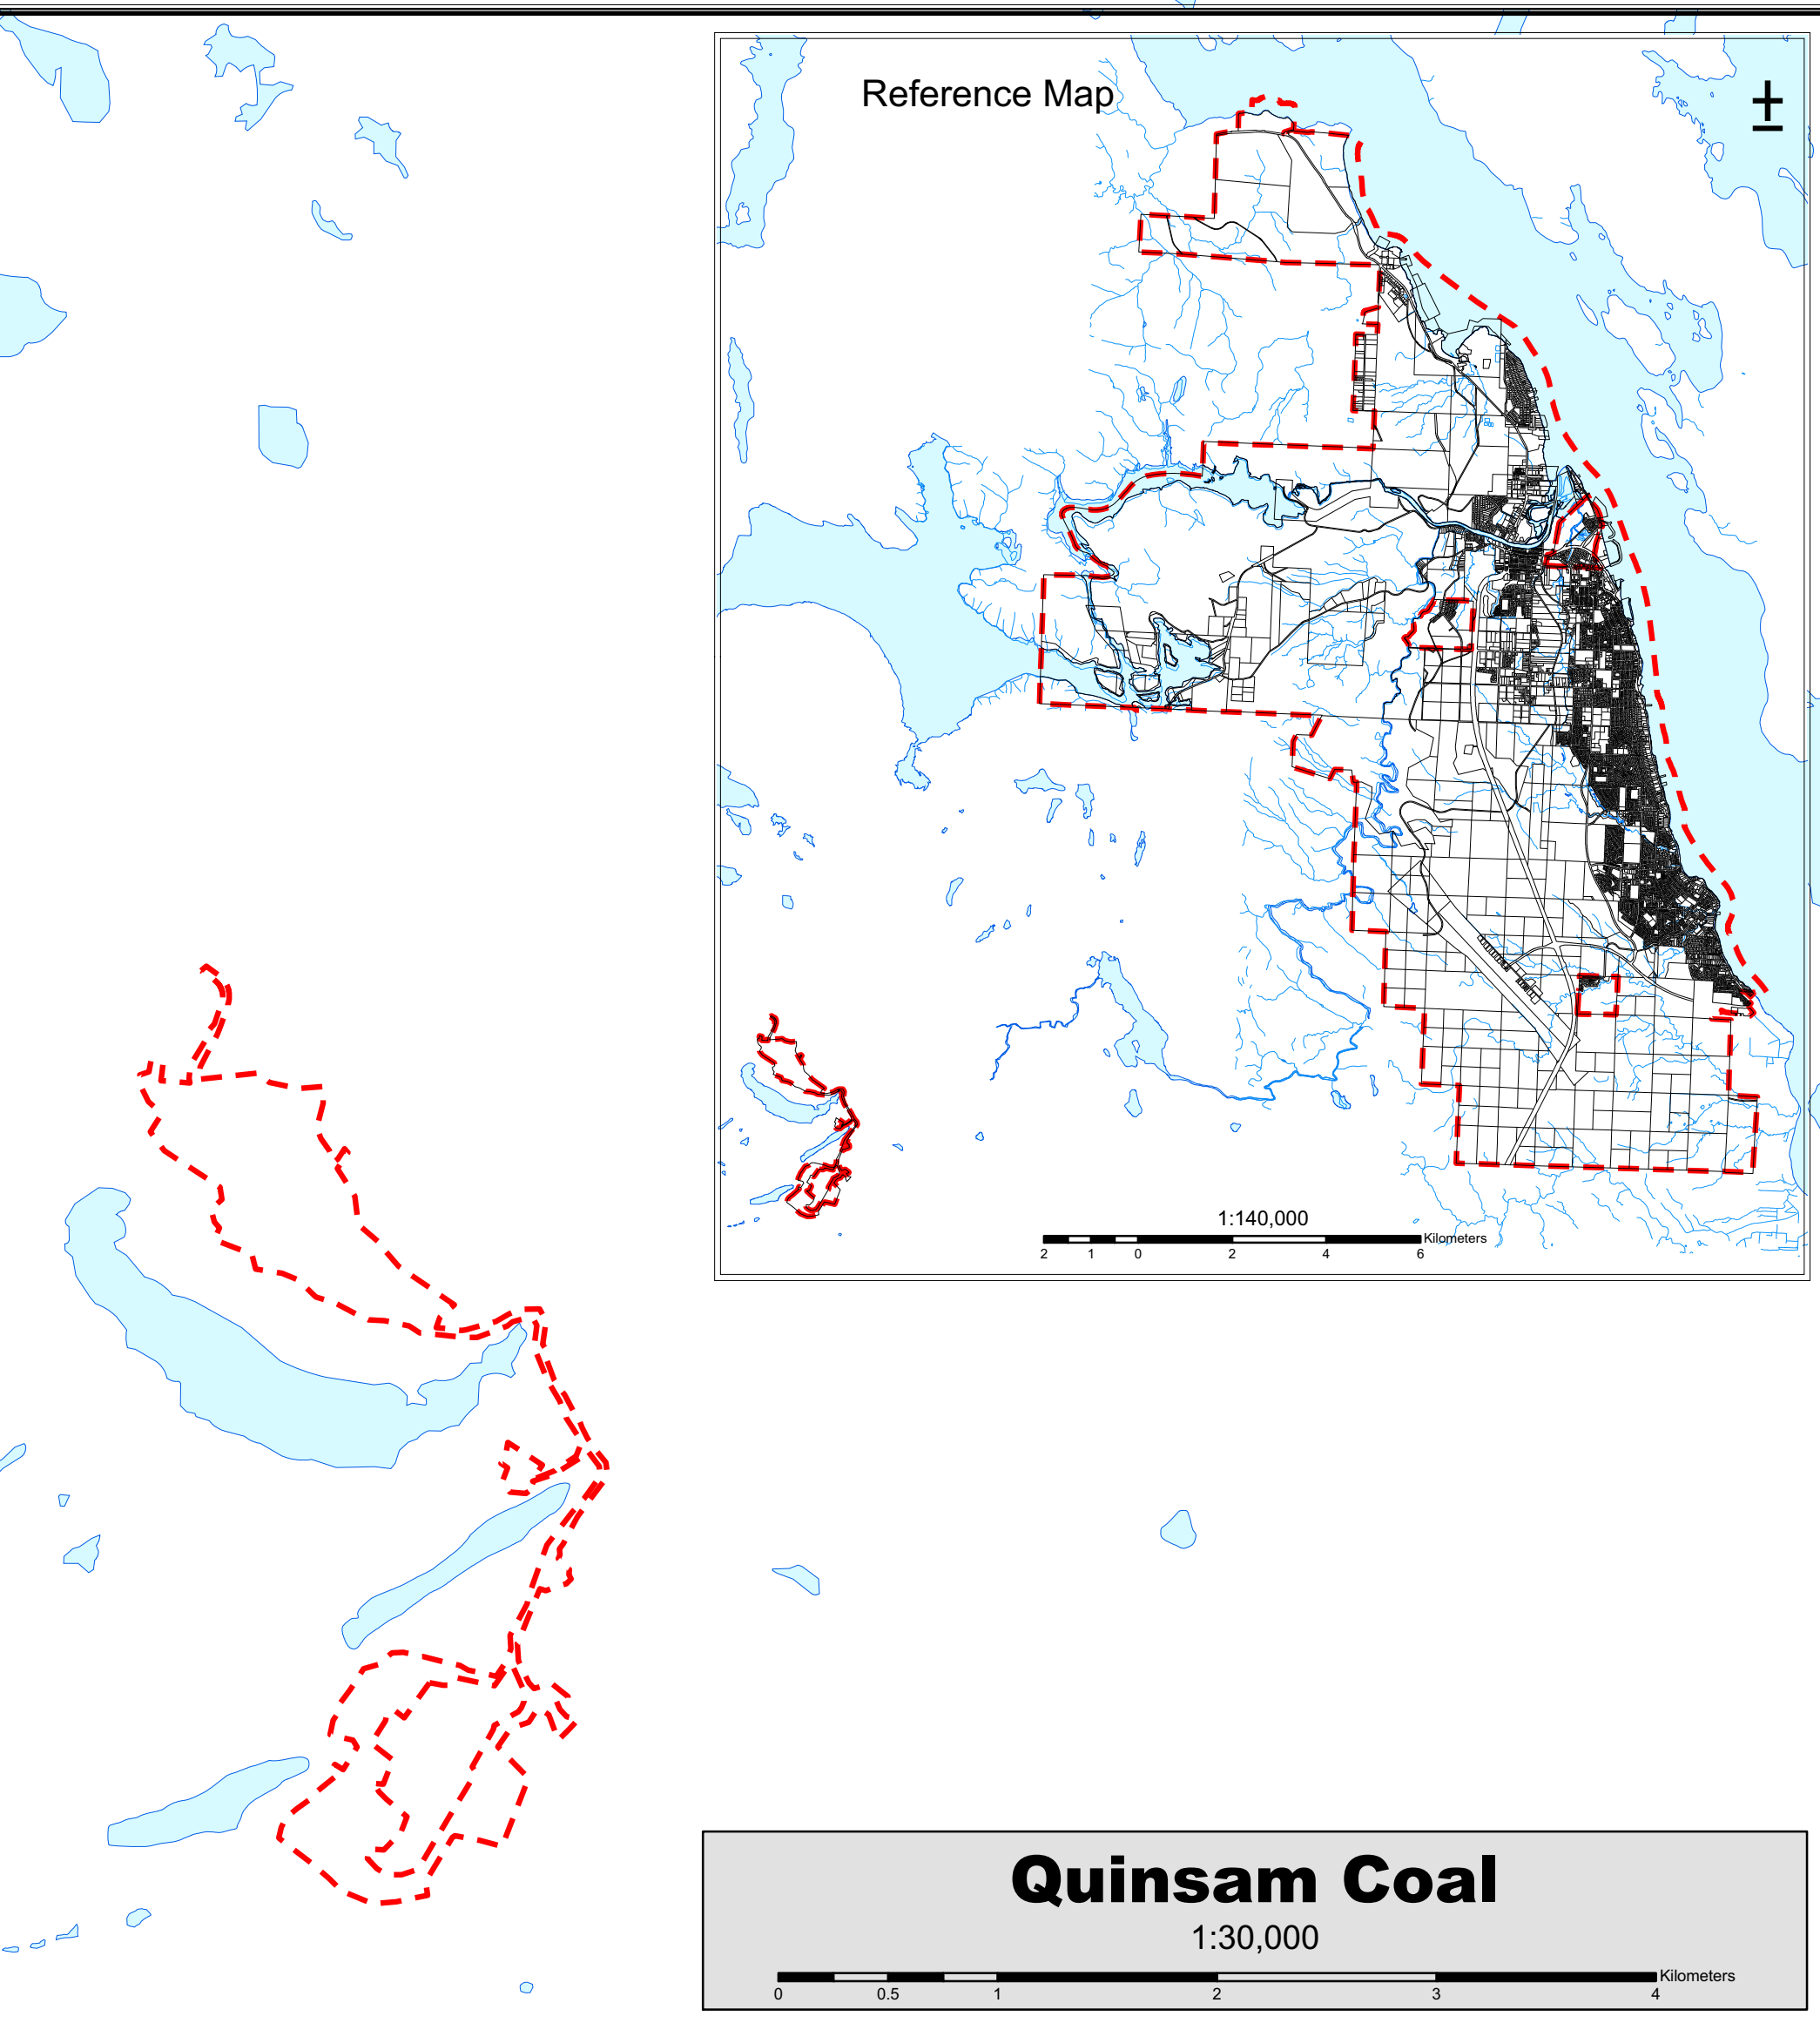 Reference Map
±
1:140,000
Kilometers
2 1 0 2 4 6
Quinsam Coal
1:30,000
Kilometers
0 0.5 1 2 3 4